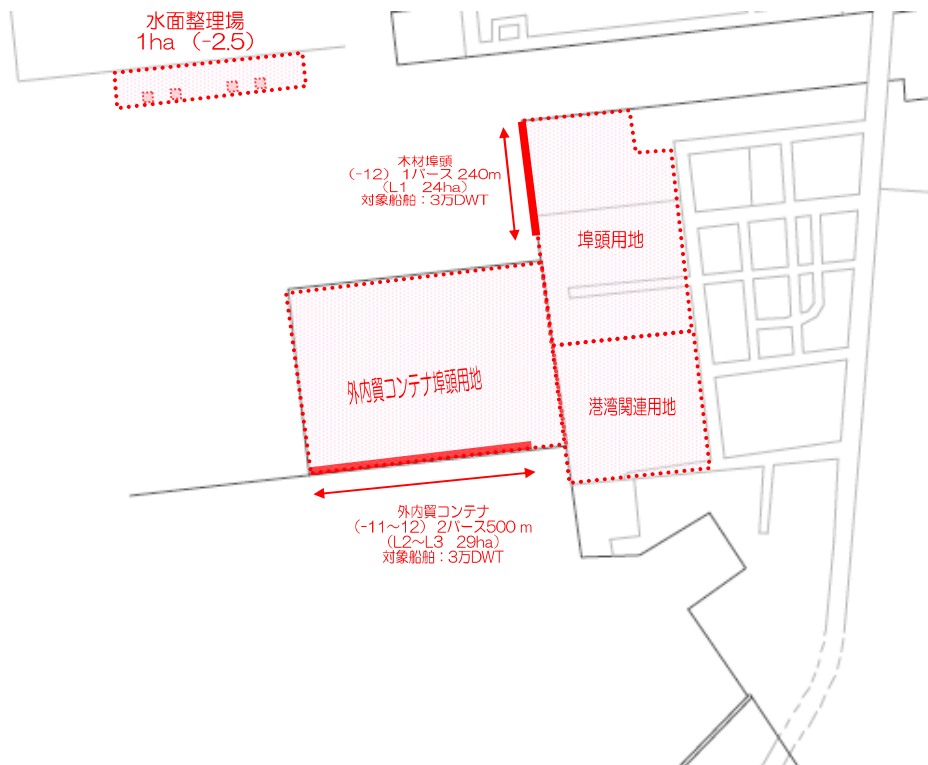 水面整理場
1ha （-2.5）
木材埠頭
（-12） 1バース 240m
（L1 24ha）
対象船舶：3万DWT
埠頭用地
外内貿コンテナ埠頭用地
港湾関連用地
外内貿コンテナ
（-11～12） 2バース500 m
（L2～L3 29ha）
対象船舶：3万DWT